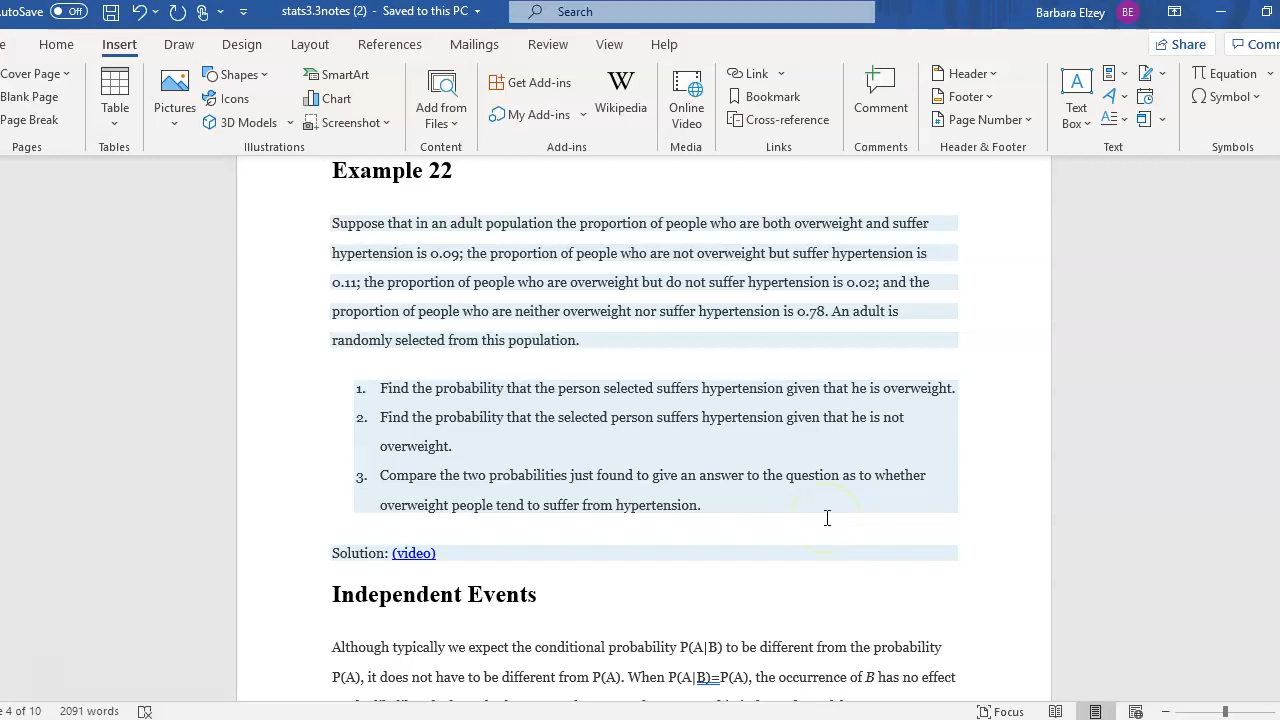 AutoSave Off stats3.3notes (2) - Saved to this PC Search Barbara Elzey BE
e Home Insert Draw Design Layout References Mailings Review View Help Share Comm
Cover Page
Blank Page
Page Break
Pages
Table
Tables
Pictures
Shapes
Icons
3D Models
SmartArt
Chart
Screenshot
Illustrations
Add from
Files
Content
Get Add-ins
My Add-ins
W
Wikipedia
Add-ins
Online
Video
Media
Link
Bookmark
Cross-reference
Links
Comment
Comments
Header
Footer
Page Number
Header & Footer
A
Text
Box
Text
Equation
Symbol
Symbols
Example 22
Suppose that in an adult population the proportion of people who are both overweight and suffer
hypertension is 0.09; the proportion of people who are not overweight but suffer hypertension is
0.11; the proportion of people who are overweight but do not suffer hypertension is 0.02; and the
proportion of people who are neither overweight nor suffer hypertension is 0.78. An adult is
randomly selected from this population.
1. Find the probability that the person selected suffers hypertension given that he is overweight.
2. Find the probability that the selected person suffers hypertension given that he is not
overweight.
3. Compare the two probabilities just found to give an answer to the question as to whether
overweight people tend to suffer from hypertension.
Solution: (video)
Independent Events
Although typically we expect the conditional probability P(A|B) to be different from the probability
P(A), it does not have to be different from P(A). When P(A|B)=P(A), the occurrence of B has no effect
e 4 of 10 2091 words Focus